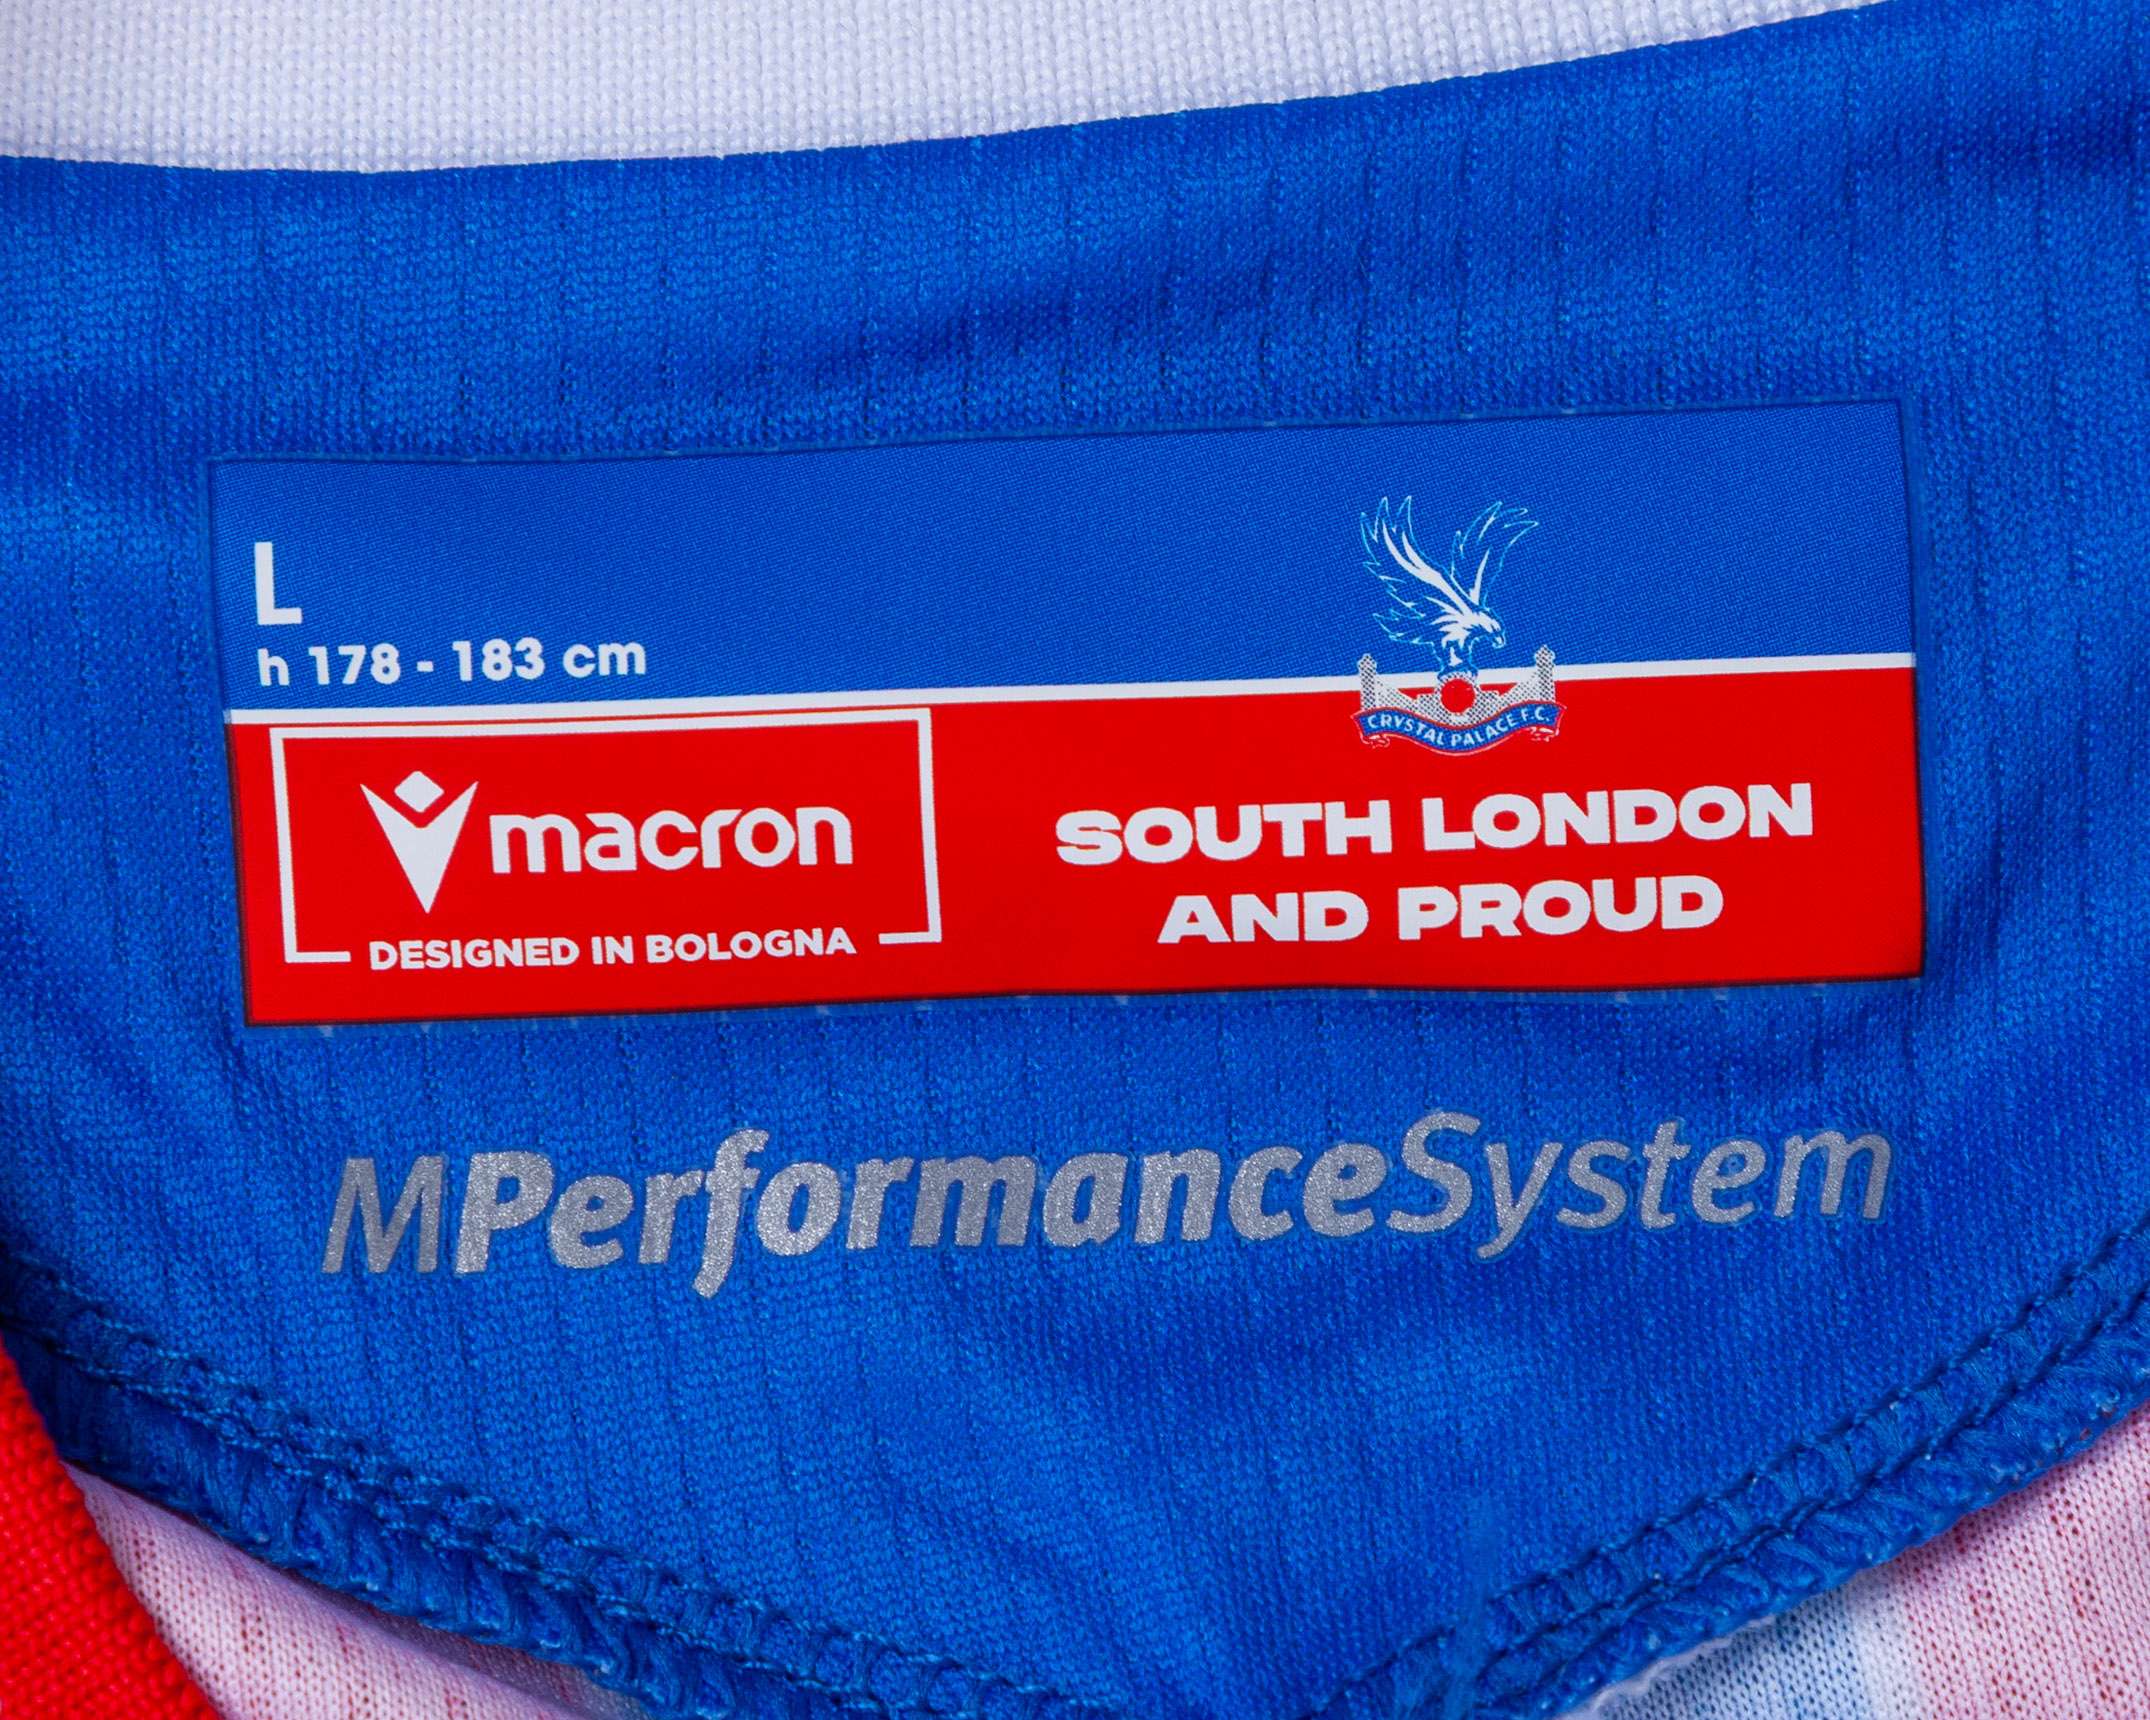 L
h 178 - 183 cm
CRYSTAL PALACE F.C.
macron
DESIGNED IN BOLOGNA
SOUTH LONDON
AND PROUD
MPerformanceSystem